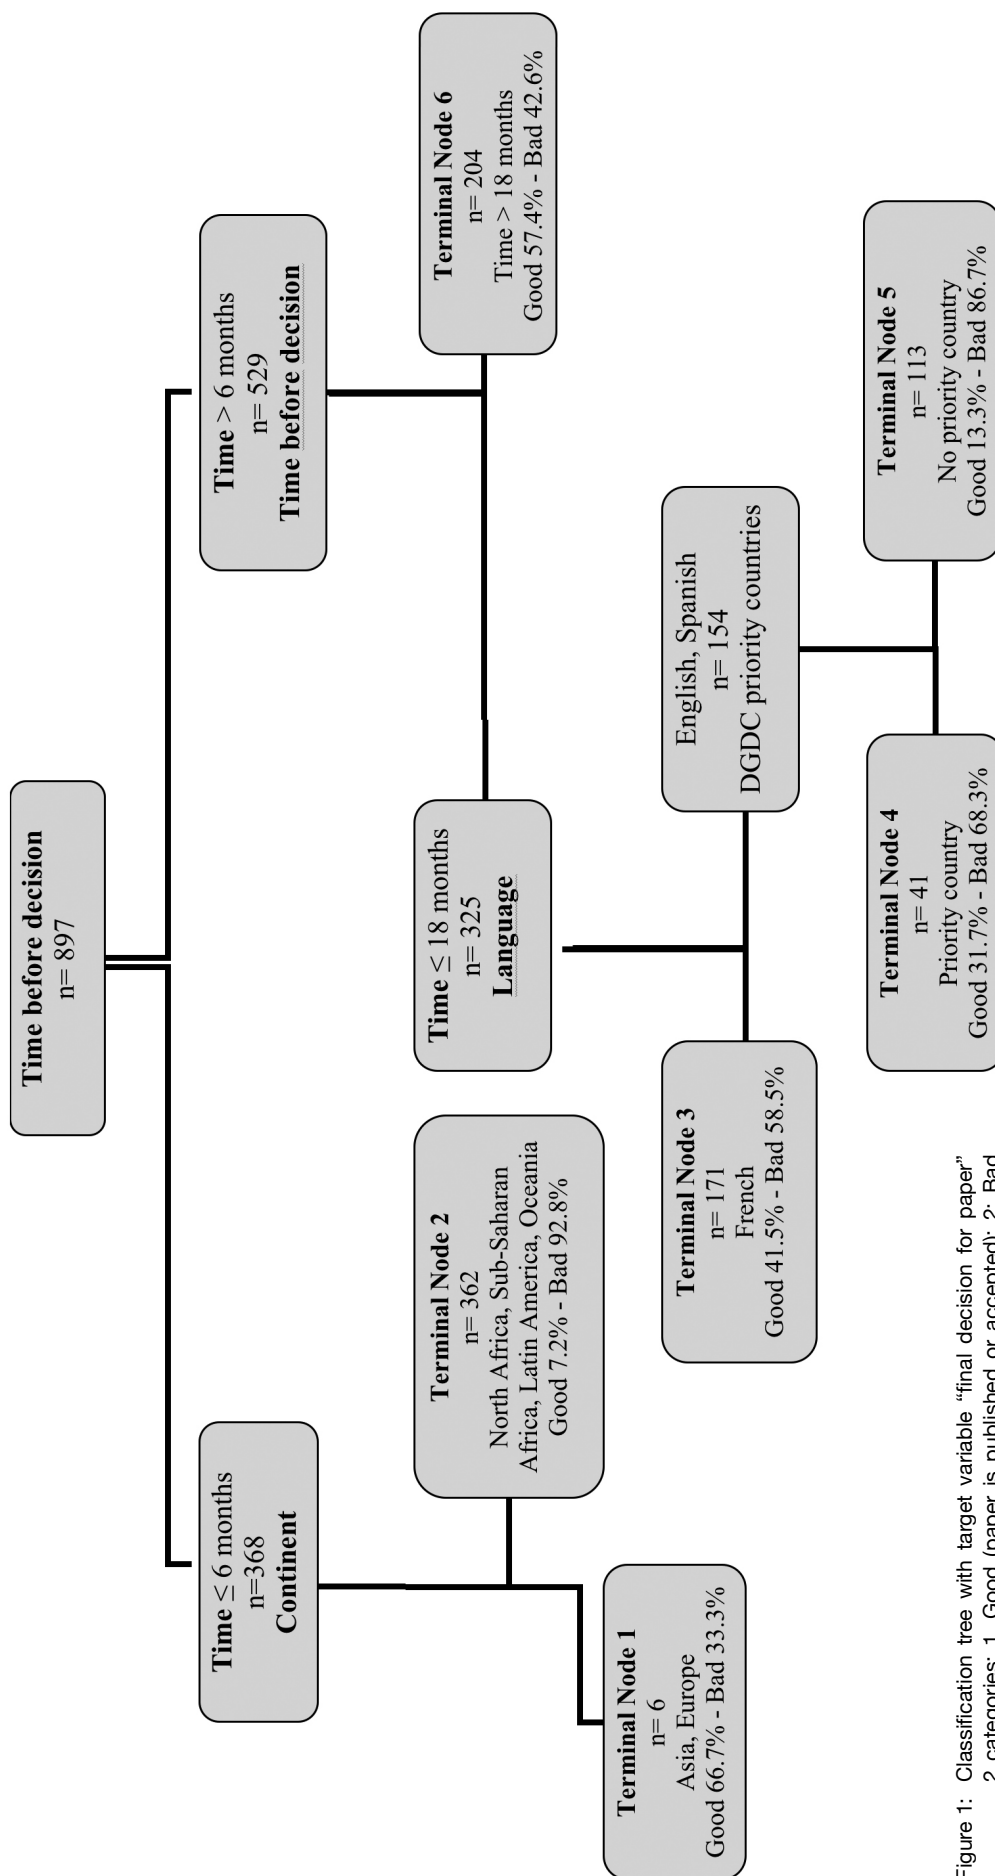 Time before decision
n= 897
Time ≤ 6 months
n=368
Continent
Time > 6 months
n= 529
Time before decision
Terminal Node 1
n= 6
Asia, Europe
Good 66.7% - Bad 33.3%
Terminal Node 2
n= 362
North Africa, Sub-Saharan
Africa, Latin America, Oceania
Good 7.2% - Bad 92.8%
Time ≤ 18 months
n= 325
Language
Terminal Node 6
n= 204
Time > 18 months
Good 57.4% - Bad 42.6%
Terminal Node 3
n= 171
French
Good 41.5% - Bad 58.5%
English, Spanish
n= 154
DGDC priority countries
Terminal Node 4
n= 41
Priority country
Good 31.7% - Bad 68.3%
Terminal Node 5
n= 113
No priority country
Good 13.3% - Bad 86.7%
Figure 1: Classification tree with target variable “final decision for paper”
2 categories: 1. Good (paper is published or accepted); 2: Bad